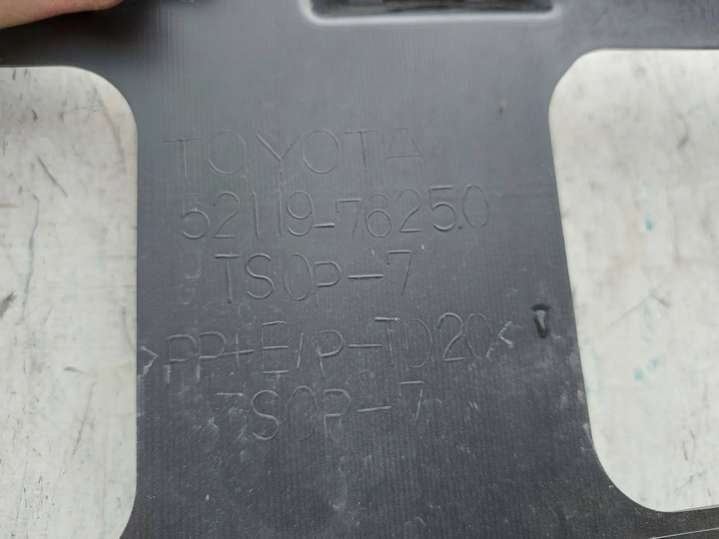 TOYOTA
52119-78250
TSOP-7
>PP+E/P-TD20<
TSOP-7